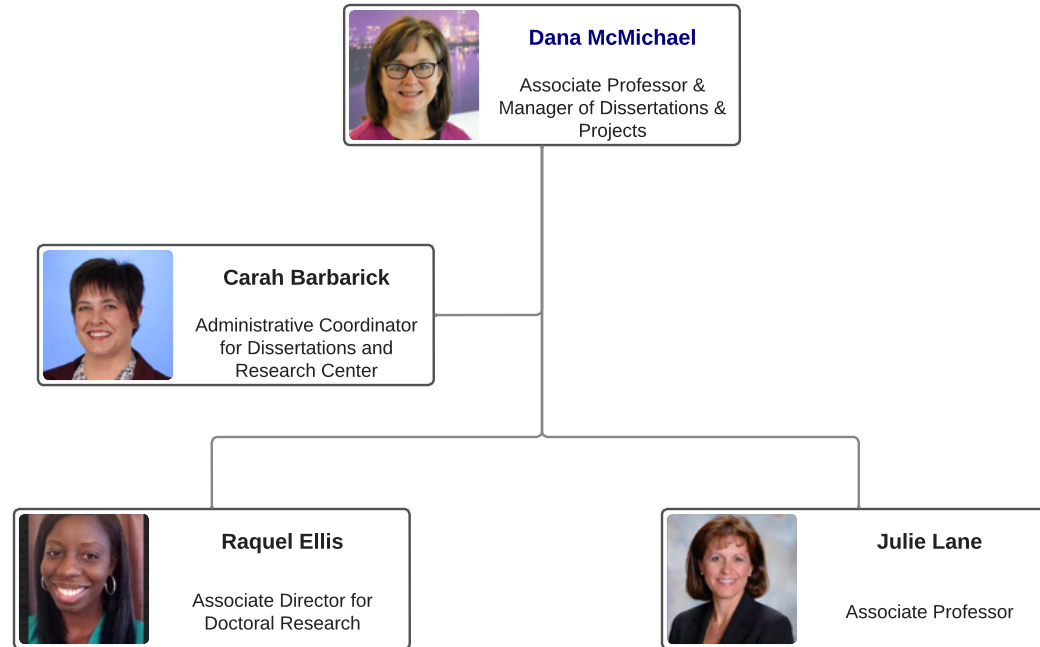 Dana McMichael
Associate Professor &
Manager of Dissertations &
Projects
Carah Barbarick
Administrative Coordinator
for Dissertations and
Research Center
Raquel Ellis
Associate Director for
Doctoral Research
Julie Lane
Associate Professor